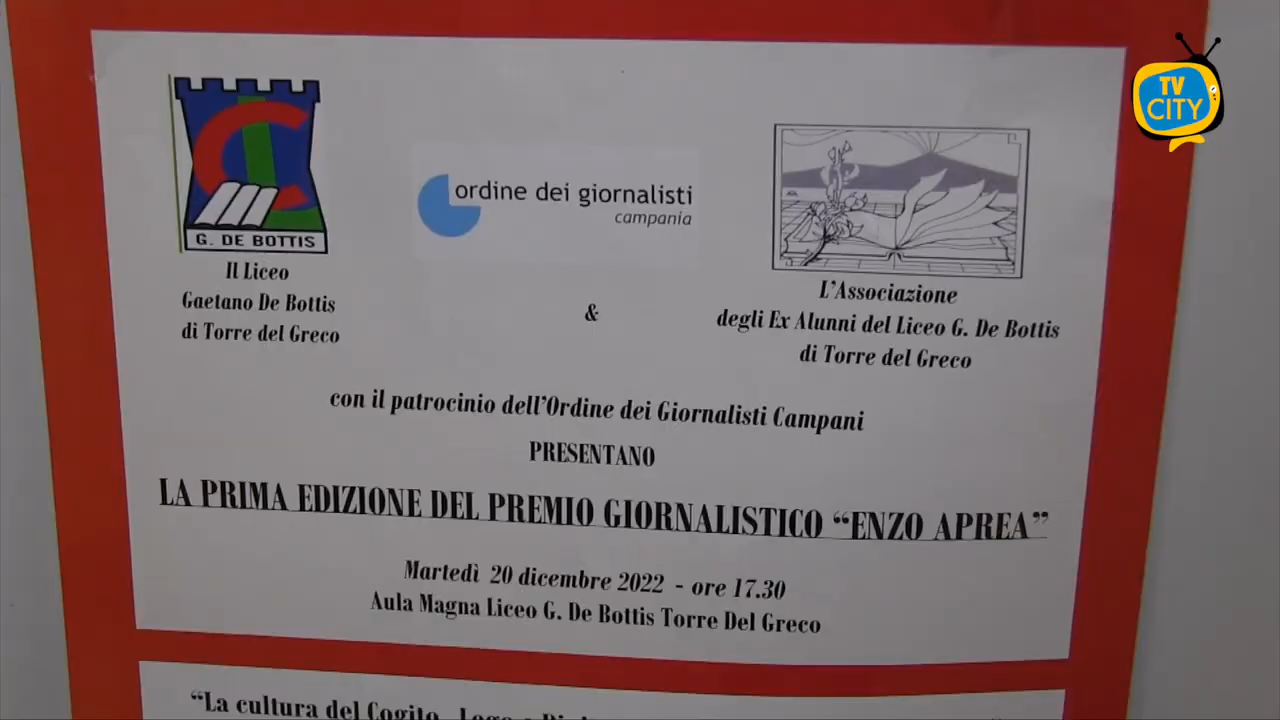 TV
CITY
G. DE BOTTIS
ordine dei giornalisti
campania
Il Liceo
Gaetano De Bottis
di Torre del Greco
&
L'Associazione
degli Ex Alunni del Liceo G. De Bottis
di Torre del Greco
con il patrocinio dell'Ordine dei Giornalisti Campani
PRESENTANO
LA PRIMA EDIZIONE DEL PREMIO GIORNALISTICO “ENZO APREA”
Martedì 20 dicembre 2022 - ore 17.30
Aula Magna Liceo G. De Bottis Torre Del Greco
“La cultura del Cogito